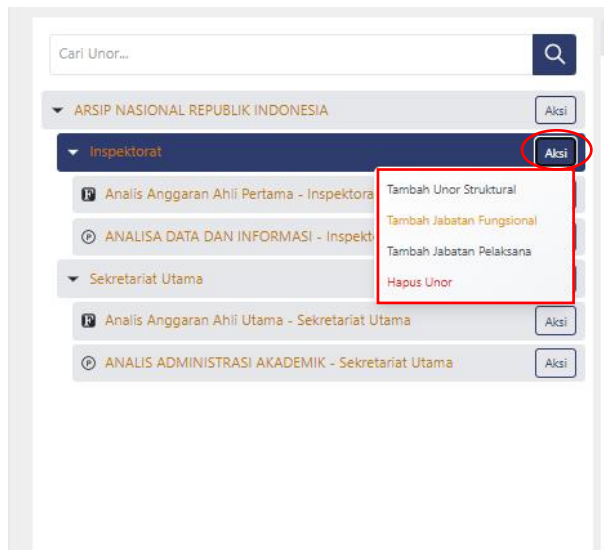 Cari Unor...
ARSIP NASIONAL REPUBLIK INDONESIA Aksi
Inspektorat Aksi
F Analis Anggaran Ahli Pertama - Inspektora
Tambah Unor Struktural
Tambah Jabatan Fungsional
P ANALISA DATA DAN INFORMASI - Inspekt
Tambah Jabatan Pelaksana
Sekretariat Utama
Hapus Unor
F Analis Anggaran Ahli Utama - Sekretariat Utama Aksi
P ANALIS ADMINISTRASI AKADEMIK - Sekretariat Utama Aksi